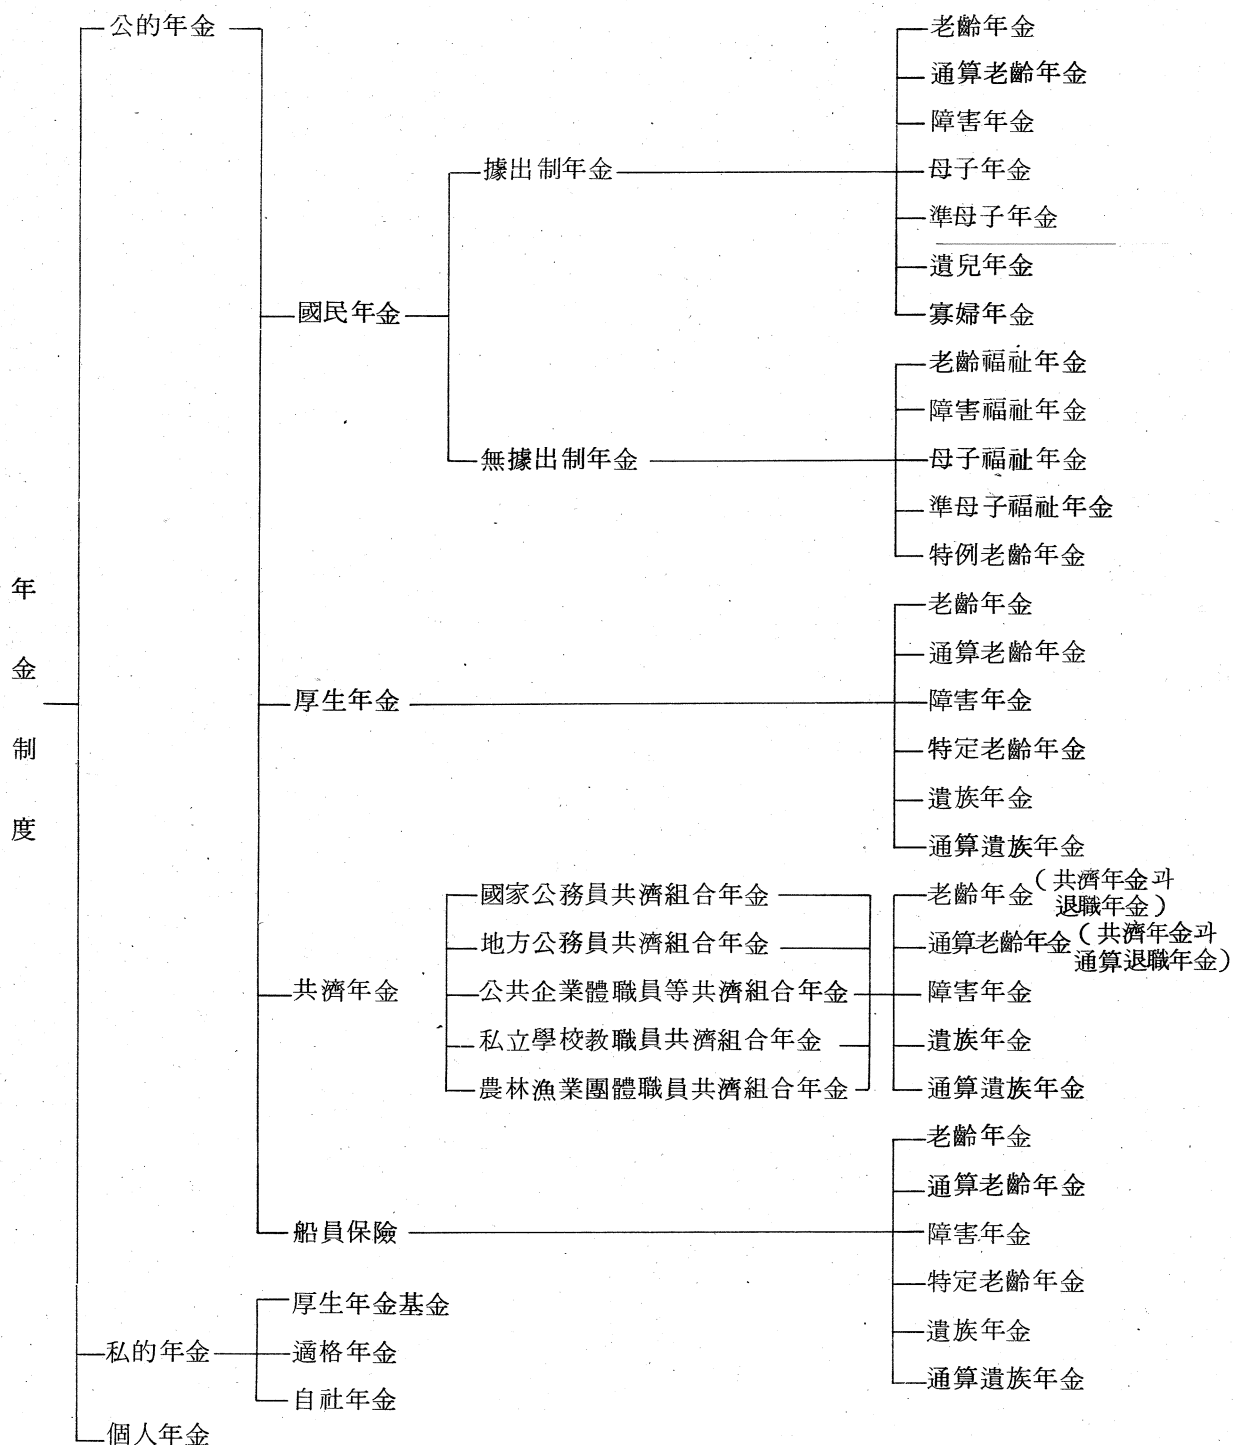 年金制度
公的年金
國民年金
據出制年金
老齡年金
通算老齡年金
障害年金
母子年金
準母子年金
遺兒年金
寡婦年金
無據出制年金
老齡福祉年金
障害福祉年金
母子福祉年金
準母子福祉年金
特例老齡年金
厚生年金
老齡年金
通算老齡年金
障害年金
特定老齡年金
遺族年金
通算遺族年金
共濟年金
國家公務員共濟組合年金
地方公務員共濟組合年金
公共企業體職員等共濟組合年金
私立學校教職員共濟組合年金
農林漁業團體職員共濟組合年金
老齡年金(共濟年金과
退職年金)
通算老齡年金(共濟年金과
通算退職年金)
障害年金
遺族年金
通算遺族年金
船員保險
老齡年金
通算老齡年金
障害年金
特定老齡年金
遺族年金
通算遺族年金
私的年金
厚生年金基金
適格年金
自社年金
個人年金